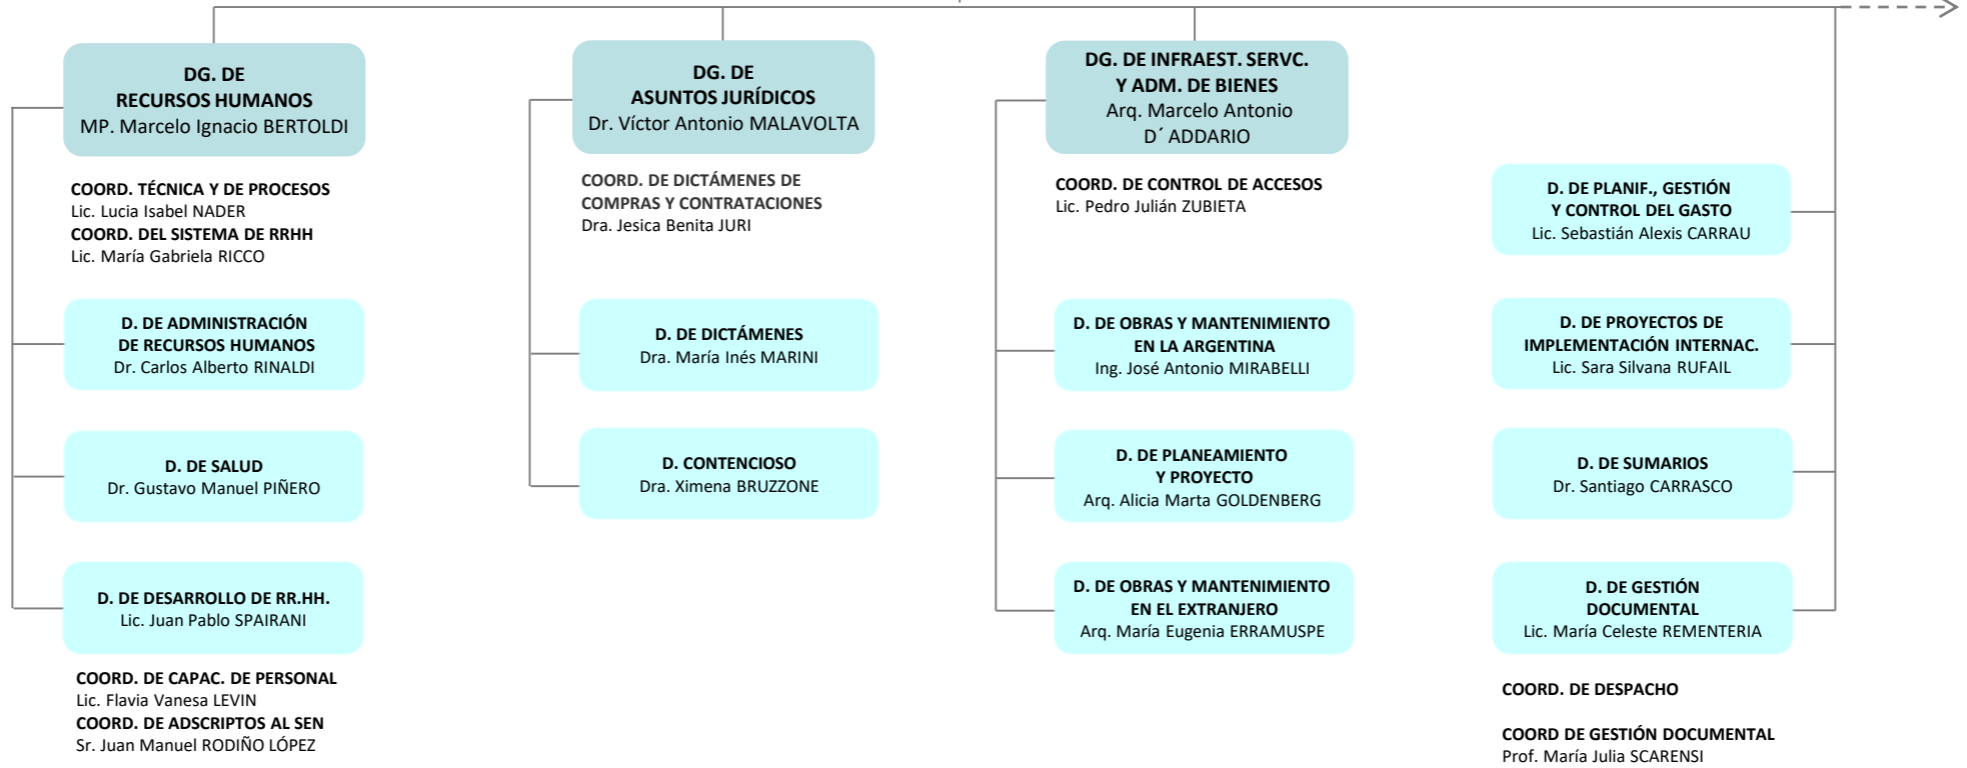 DG. DE
RECURSOS HUMANOS
MP. Marcelo Ignacio BERTOLDI
COORD. TÉCNICA Y DE PROCESOS
Lic. Lucia Isabel NADER
COORD. DEL SISTEMA DE RRHH
Lic. María Gabriela RICCO
D. DE ADMINISTRACIÓN
DE RECURSOS HUMANOS
Dr. Carlos Alberto RINALDI
D. DE SALUD
Dr. Gustavo Manuel PIÑERO
D. DE DESARROLLO DE RR.HH.
Lic. Juan Pablo SPAIRANI
COORD. DE CAPAC. DE PERSONAL
Lic. Flavia Vanesa LEVIN
COORD. DE ADSCRIPTOS AL SEN
Sr. Juan Manuel RODIÑO LÓPEZ
DG. DE
ASUNTOS JURÍDICOS
Dr. Víctor Antonio MALAVOLTA
COORD. DE DICTÁMENES DE
COMPRAS Y CONTRATACIONES
Dra. Jesica Benita JURI
D. DE DICTÁMENES
Dra. María Inés MARINI
D. CONTENCIOSO
Dra. Ximena BRUZZONE
DG. DE INFRAEST. SERVC.
Y ADM. DE BIENES
Arq. Marcelo Antonio
D´ ADDARIO
COORD. DE CONTROL DE ACCESOS
Lic. Pedro Julián ZUBIETA
D. DE OBRAS Y MANTENIMIENTO
EN LA ARGENTINA
Ing. José Antonio MIRABELLI
D. DE PLANEAMIENTO
Y PROYECTO
Arq. Alicia Marta GOLDENBERG
D. DE OBRAS Y MANTENIMIENTO
EN EL EXTRANJERO
Arq. María Eugenia ERRAMUSPE
D. DE PLANIF., GESTIÓN
Y CONTROL DEL GASTO
Lic. Sebastián Alexis CARRAU
D. DE PROYECTOS DE
IMPLEMENTACIÓN INTERNAC.
Lic. Sara Silvana RUFAIL
D. DE SUMARIOS
Dr. Santiago CARRASCO
D. DE GESTIÓN
DOCUMENTAL
Lic. María Celeste REMENTERIA
COORD. DE DESPACHO
COORD DE GESTIÓN DOCUMENTAL
Prof. María Julia SCARENSI